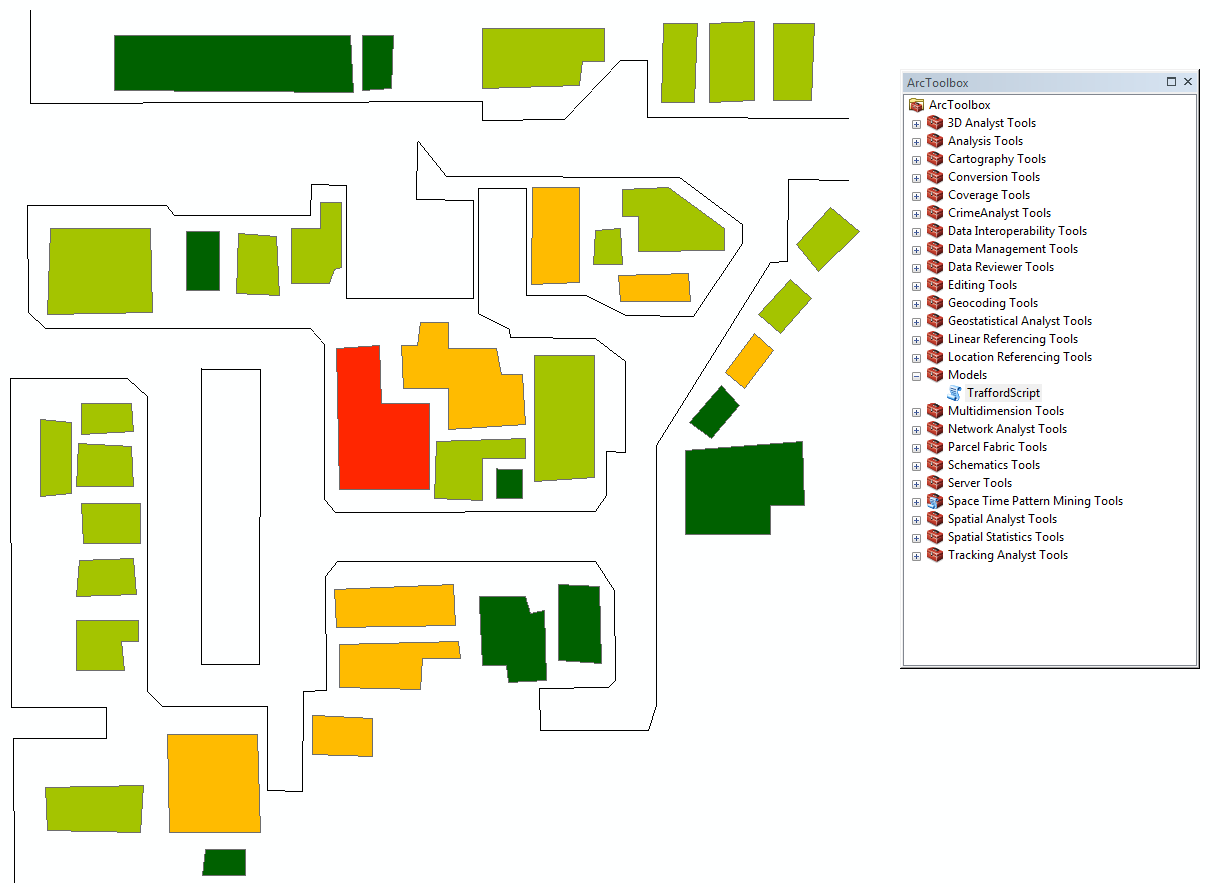 ArcToolbox
ArcToolbox
3D Analyst Tools
Analysis Tools
Cartography Tools
Conversion Tools
Coverage Tools
CrimeAnalyst Tools
Data Interoperability Tools
Data Management Tools
Data Reviewer Tools
Editing Tools
Geocoding Tools
Geostatistical Analyst Tools
Linear Referencing Tools
Location Referencing Tools
Models
TraffordScript
Multidimension Tools
Network Analyst Tools
Parcel Fabric Tools
Schematics Tools
Server Tools
Space Time Pattern Mining Tools
Spatial Analyst Tools
Spatial Statistics Tools
Tracking Analyst Tools